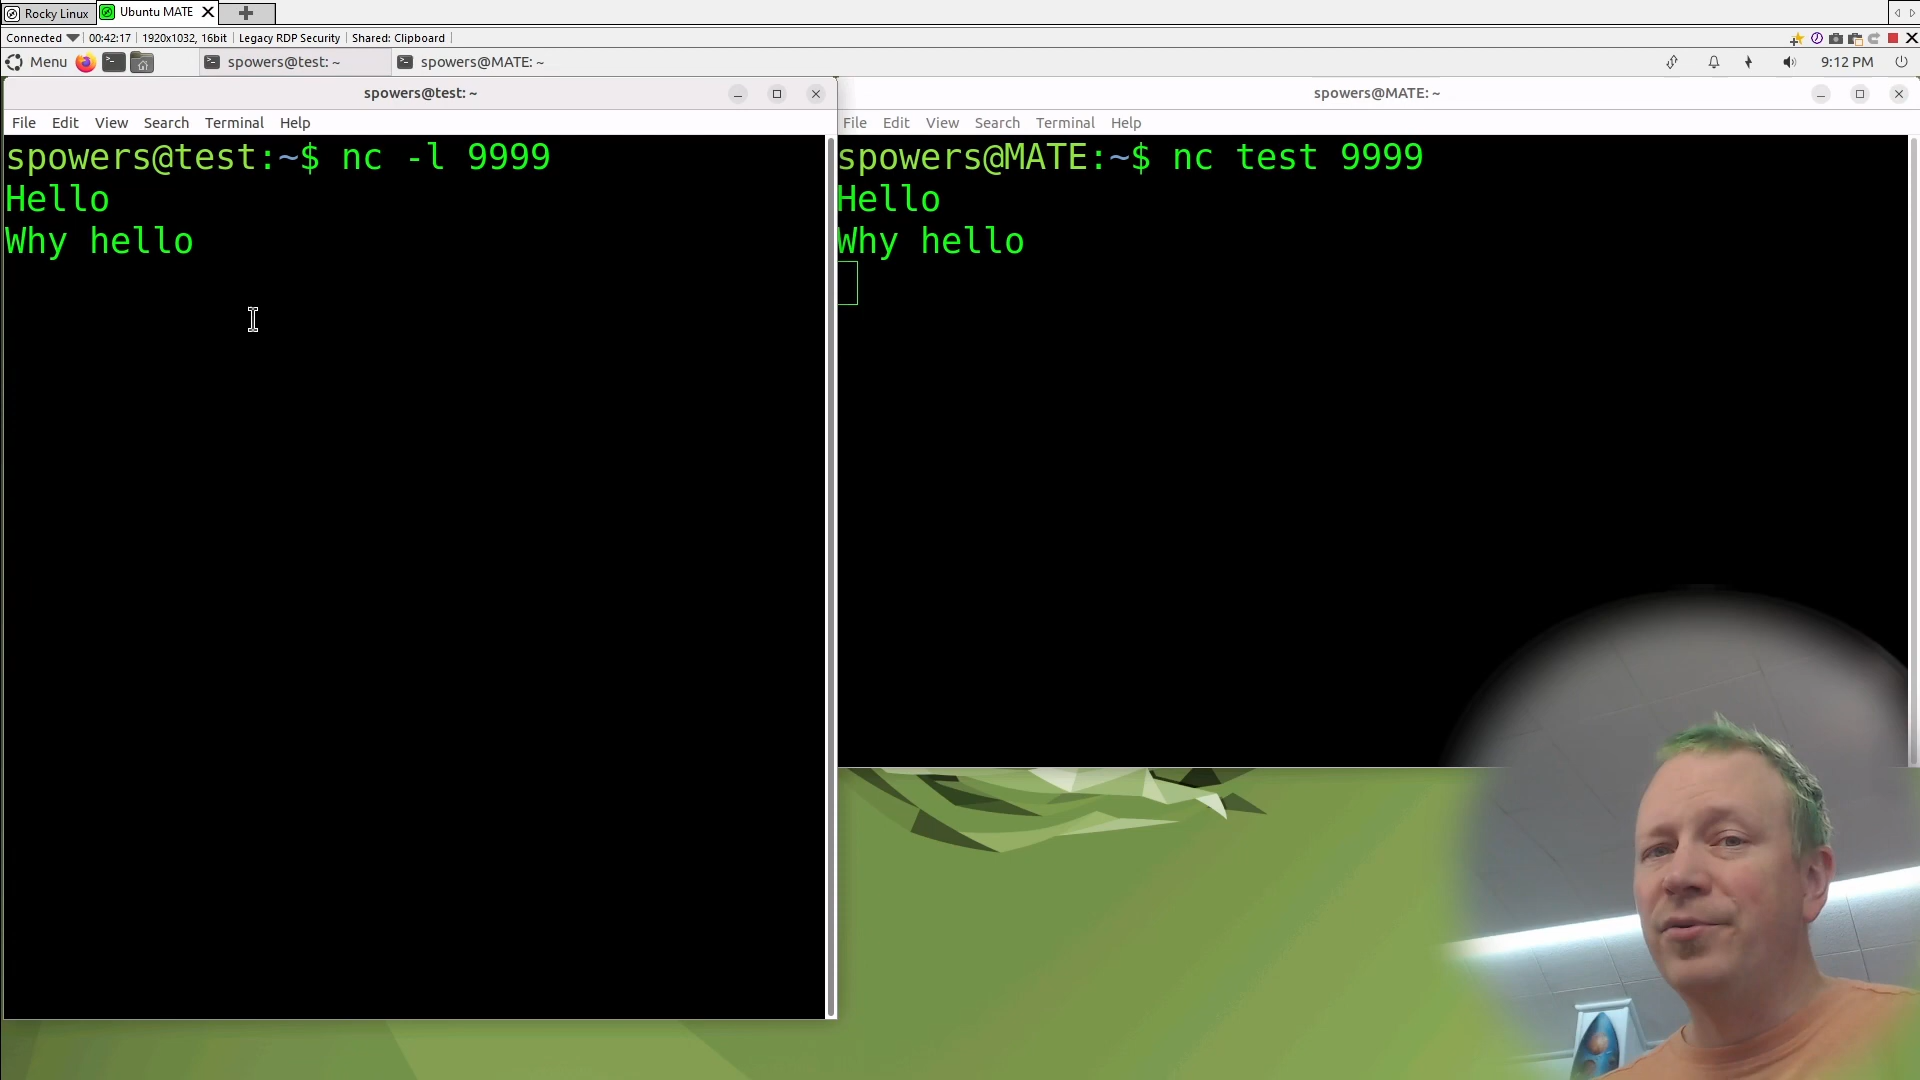 Rocky Linux
Ubuntu MATE
Connected
00:42:17
1920x1032, 16bit
Legacy RDP Security
Shared: Clipboard
Menu
spowers@test: ~
spowers@MATE: ~
9:12 PM
spowers@test: ~
File Edit View Search Terminal Help
spowers@test:~$ nc -l 9999
Hello
Why hello
spowers@MATE: ~
File Edit View Search Terminal Help
spowers@MATE:~$ nc test 9999
Hello
Why hello